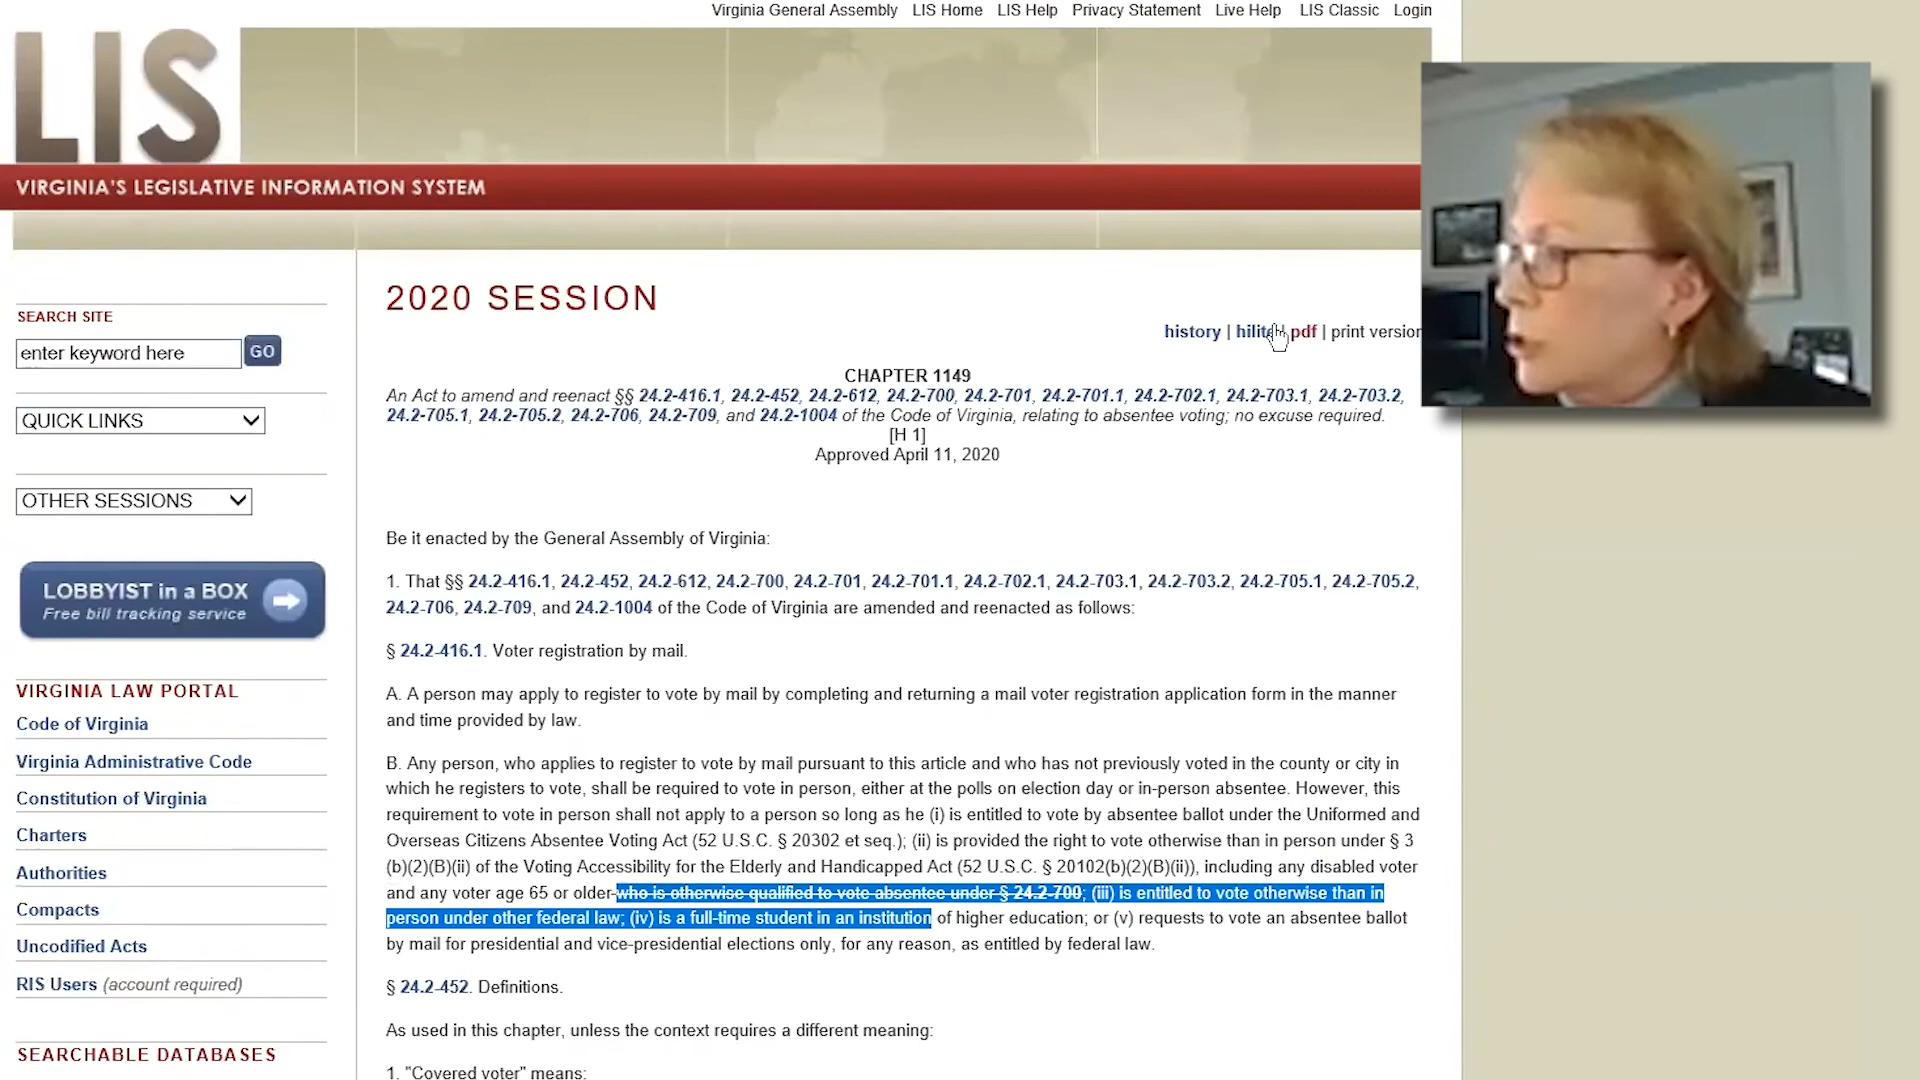 Virginia General Assembly LIS Home LIS Help Privacy Statement Live Help LIS Classic Login
LIS
VIRGINIA'S LEGISLATIVE INFORMATION SYSTEM
SEARCH SITE
enter keyword here GO
QUICK LINKS
OTHER SESSIONS
LOBBYIST in a BOX
Free bill tracking service
VIRGINIA LAW PORTAL
Code of Virginia
Virginia Administrative Code
Constitution of Virginia
Charters
Authorities
Compacts
Uncodified Acts
RIS Users (account required)
SEARCHABLE DATABASES
2020 SESSION
history | hilite | pdf | print version
CHAPTER 1149
An Act to amend and reenact §§ 24.2-416.1, 24.2-452, 24.2-612, 24.2-700, 24.2-701, 24.2-701.1, 24.2-702.1, 24.2-703.1, 24.2-703.2,
24.2-705.1, 24.2-705.2, 24.2-706, 24.2-709, and 24.2-1004 of the Code of Virginia, relating to absentee voting; no excuse required.
[H 1]
Approved April 11, 2020
Be it enacted by the General Assembly of Virginia:
1. That §§ 24.2-416.1, 24.2-452, 24.2-612, 24.2-700, 24.2-701, 24.2-701.1, 24.2-702.1, 24.2-703.1, 24.2-703.2, 24.2-705.1, 24.2-705.2,
24.2-706, 24.2-709, and 24.2-1004 of the Code of Virginia are amended and reenacted as follows:
§ 24.2-416.1. Voter registration by mail.
A. A person may apply to register to vote by mail by completing and returning a mail voter registration application form in the manner
and time provided by law.
B. Any person, who applies to register to vote by mail pursuant to this article and who has not previously voted in the county or city in
which he registers to vote, shall be required to vote in person, either at the polls on election day or in-person absentee. However, this
requirement to vote in person shall not apply to a person so long as he (i) is entitled to vote by absentee ballot under the Uniformed and
Overseas Citizens Absentee Voting Act (52 U.S.C. § 20302 et seq.); (ii) is provided the right to vote otherwise than in person under § 3
(b)(2)(B)(ii) of the Voting Accessibility for the Elderly and Handicapped Act (52 U.S.C. § 20102(b)(2)(B)(ii)), including any disabled voter
and any voter age 65 or older who is otherwise qualified to vote absentee under § 24.2-700; (iii) is entitled to vote otherwise than in
person under other federal law; (iv) is a full-time student in an institution of higher education; or (v) requests to vote an absentee ballot
by mail for presidential and vice-presidential elections only, for any reason, as entitled by federal law.
§ 24.2-452. Definitions.
As used in this chapter, unless the context requires a different meaning:
1. "Covered voter" means: